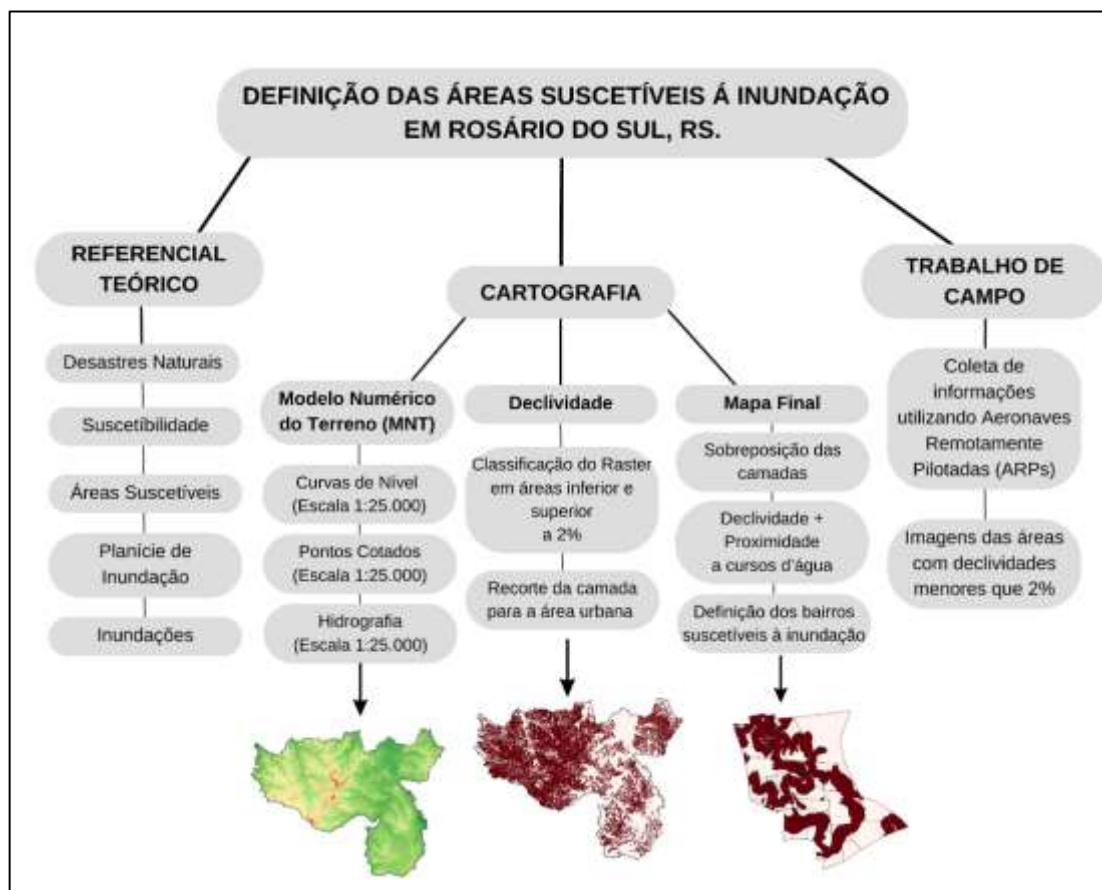 DEFINIÇÃO DAS ÁREAS SUSCETÍVEIS Á INUNDAÇÃO
EM ROSÁRIO DO SUL, RS.
REFERENCIAL
TEÓRICO
Desastres Naturais
Suscetíbilidade
Áreas Suscetíveis
Planície de
Inundação
Inundações
CARTOGRAFIA
Modelo Numérico
do Terreno (MNT)
Curvas de Nível
(Escala 1:25.000)
Pontos Cotados
(Escala 1:25.000)
Hidrografia
(Escala 1:25.000)
Declividade
Classificação do Raster
em áreas inferior e
superior
a 2%
Recorte da camada
para a área urbana
Mapa Final
Sobreposição das
camadas
Declividade +
Proximidade
a cursos d'água
Definição dos bairros
suscetíveis à inundação
TRABALHO DE
CAMPO
Coleta de
informações
utilizando Aeronaves
Remotamente
Pilotadas (ARPs)
Imagens das áreas
com declividades
menores que 2%